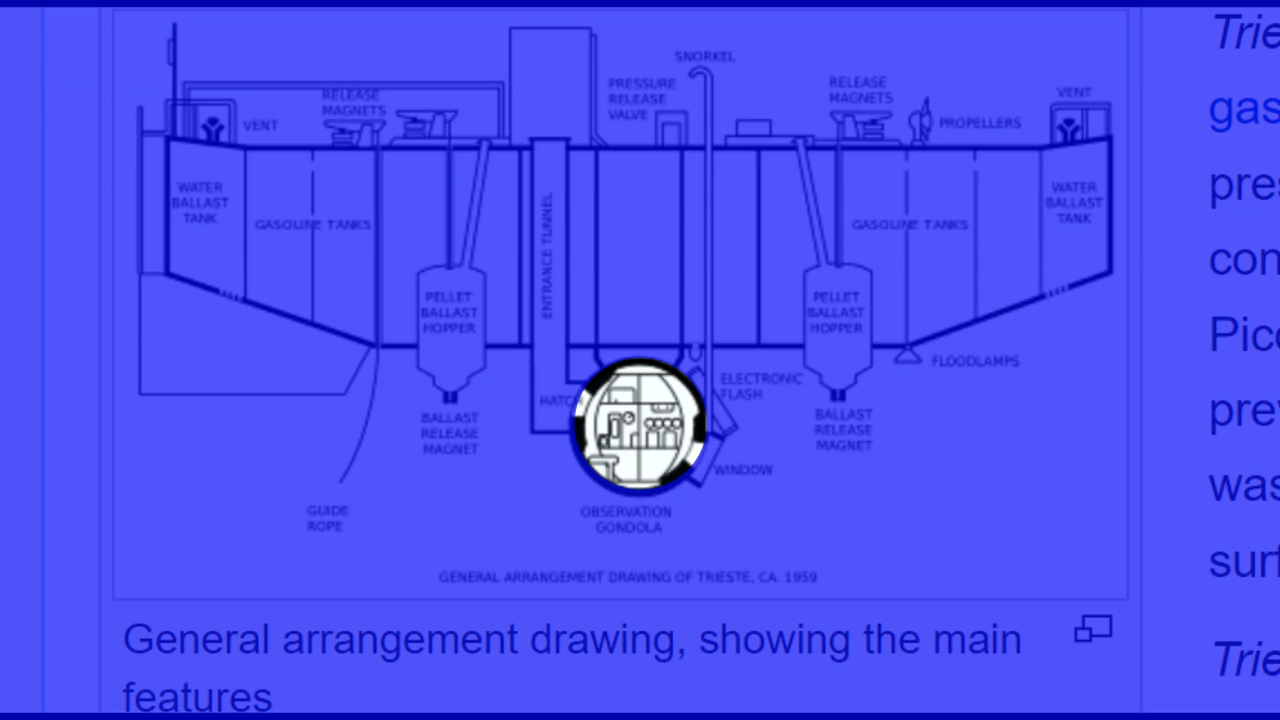 SNORKEL
RELEASE
MAGNETS
PRESSURE
RELEASE
VALVE
RELEASE
MAGNETS
VENT
VENT
PROPELLERS
WATER
BALLAST
TANK
GASOLINE TANKS
ENTRANCE TUNNEL
GASOLINE TANKS
WATER
BALLAST
TANK
PELLET
BALLAST
HOPPER
PELLET
BALLAST
HOPPER
FLOODLAMPS
ELECTRONIC
FLASH
HATC
BALLAST
RELEASE
MAGNET
BALLAST
RELEASE
MAGNET
WINDOW
GUIDE
ROPE
OBSERVATION
GONDOLA
GENERAL ARRANGEMENT DRAWING OF TRIESTE, CA. 1959
General arrangement drawing, showing the main
features
Trie
gas
pres
con
Pico
prev
was
surf
Trie